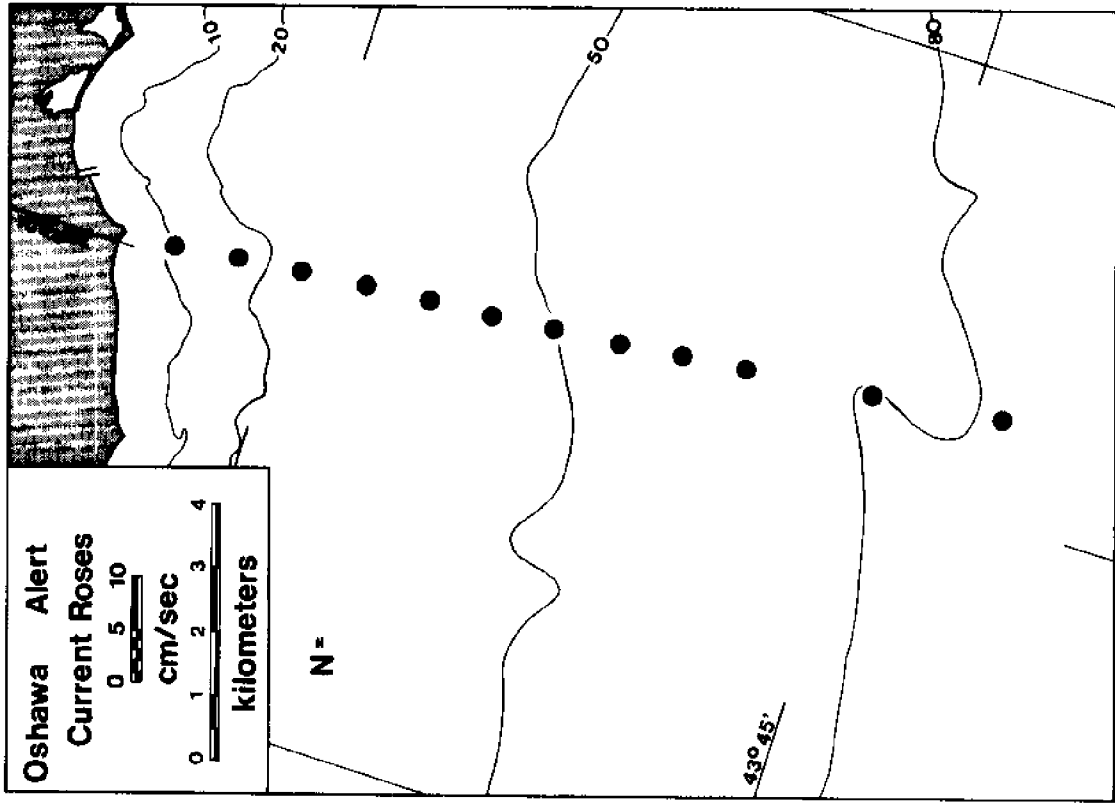 Oshawa Alert
Current Roses
0 5 10
cm/sec
0 1 2 3 4
kilometers
N =
10
20
50
80
43° 45'